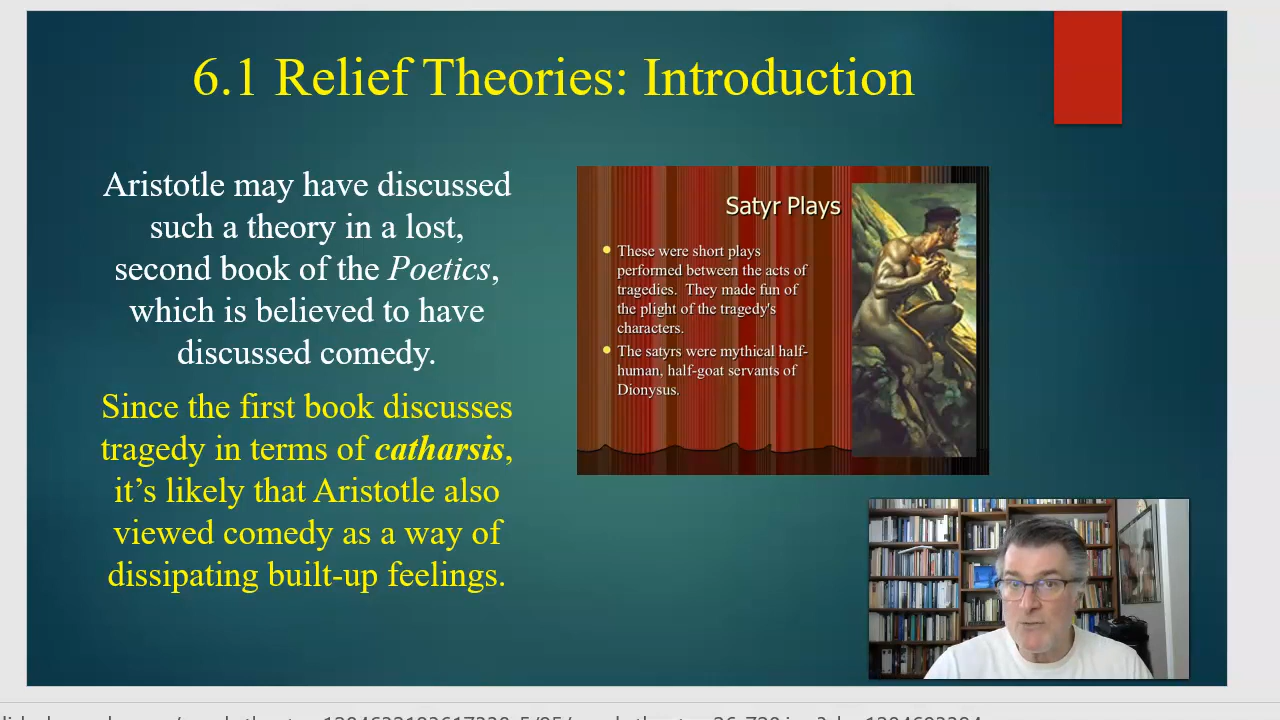 6.1 Relief Theories: Introduction
Aristotle may have discussed
such a theory in a lost,
second book of the Poetics,
which is believed to have
discussed comedy.
Since the first book discusses
tragedy in terms of catharsis,
it’s likely that Aristotle also
viewed comedy as a way of
dissipating built-up feelings.
Satyr Plays
These were short plays
performed between the acts of
tragedies. They made fun of
the plight of the tragedy's
characters.
The satyrs were mythical half-
human, half-goat servants of
Dionysus.